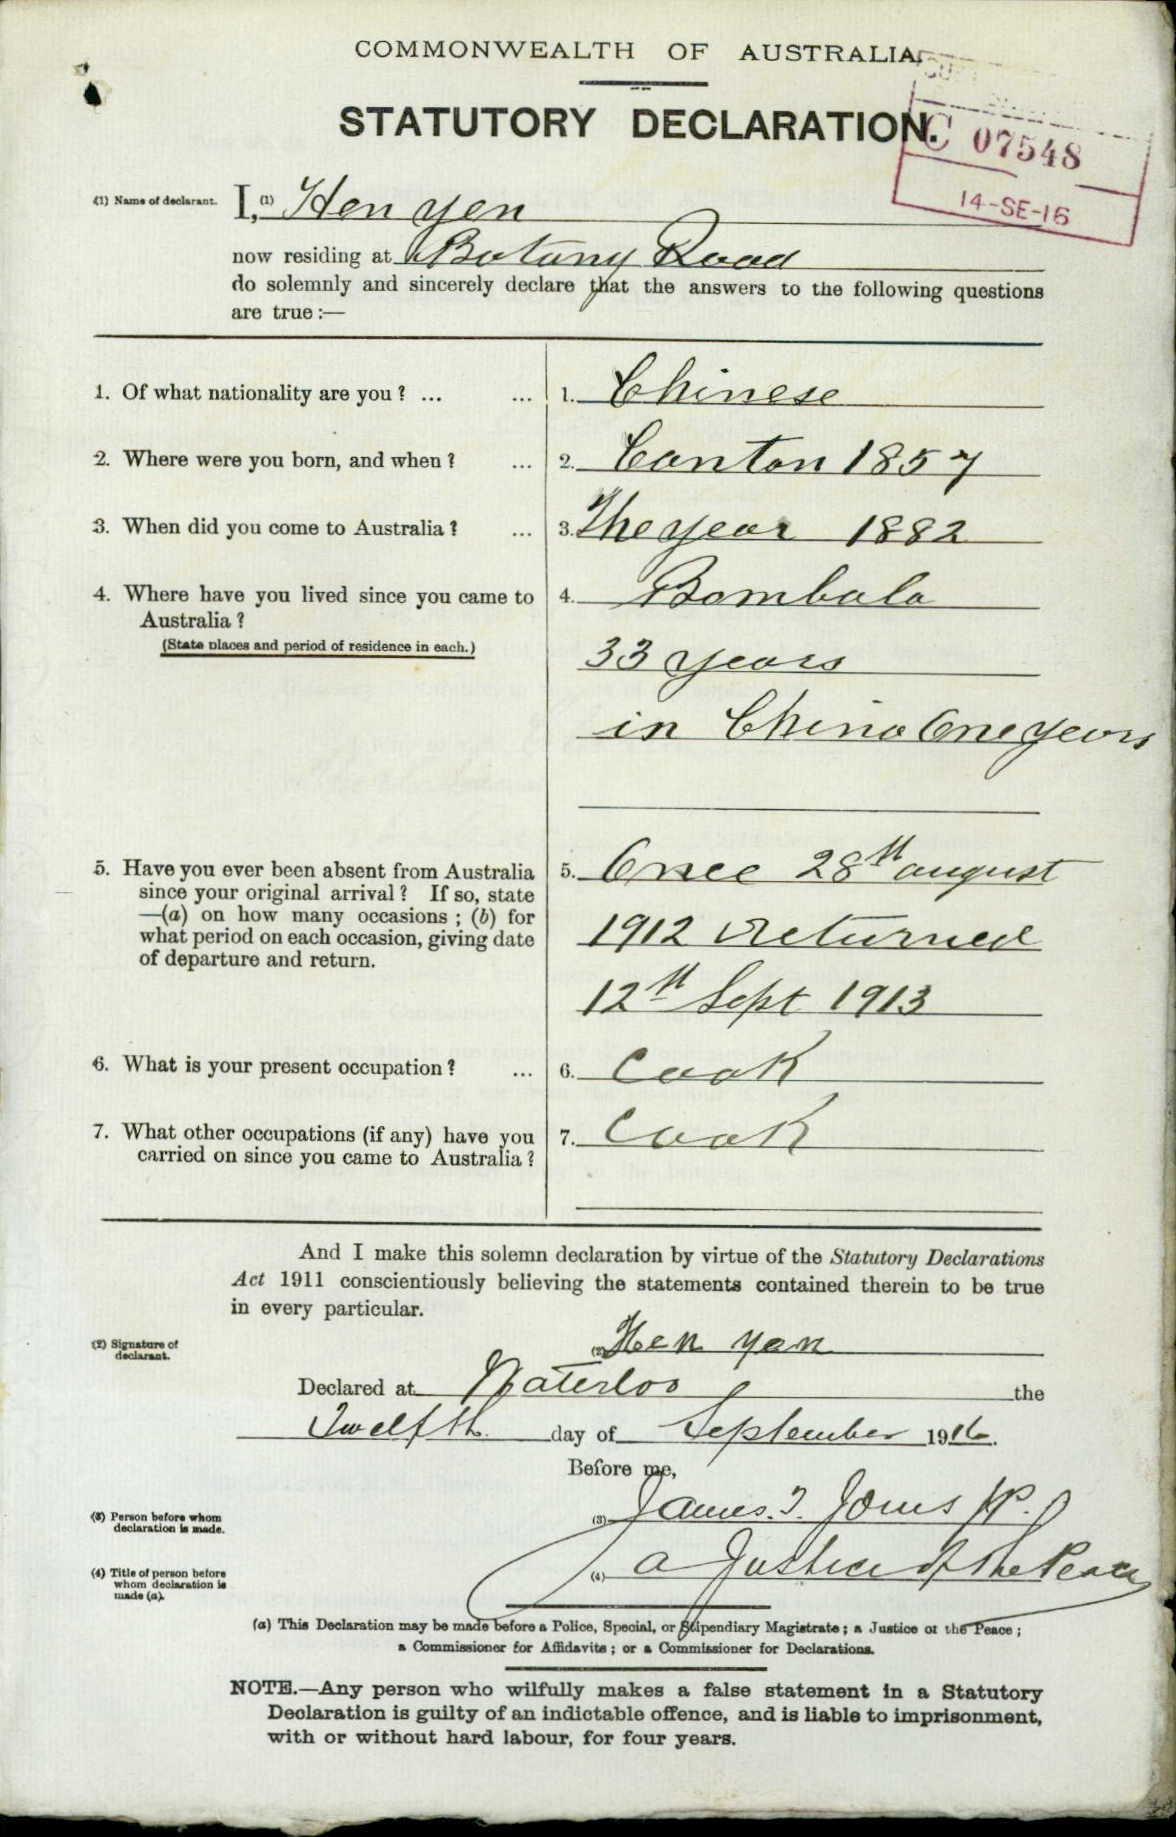 COMMONWEALTH OF AUSTRALIA
STATUTORY DECLARATION.
C 07548
14-SE-16
(1) Name of declarant. I, (1) Hen yen
now residing at Botany Road
do solemnly and sincerely declare that the answers to the following questions
are true:—
1. Of what nationality are you? ... ... 1. Chinese
2. Where were you born, and when? ... 2. Canton 1857
3. When did you come to Australia? ... 3. The year 1882
4. Where have you lived since you came to 4. Bombala
Australia?
(State places and period of residence in each.)
33 years
in China One years
5. Have you ever been absent from Australia 5. Once 28th august
since your original arrival? If so, state
—(a) on how many occasions; (b) for 1912 returned
what period on each occasion, giving date
of departure and return.
12th Sept 1913
6. What is your present occupation? ... 6. Cook
7. What other occupations (if any) have you 7. Cook
carried on since you came to Australia?
And I make this solemn declaration by virtue of the Statutory Declarations
Act 1911 conscientiously believing the statements contained therein to be true
in every particular.
(2) Signature of declarant. (2) Hen yen
Declared at Waterloo the
Twelfth day of September 1916.
Before me,
(3) Person before whom declaration is made. (3) James. T. Jones JP.
(4) Title of person before whom declaration is made (a). (4) a Justice of the Peace
(a) This Declaration may be made before a Police, Special, or Stipendiary Magistrate; a Justice of the Peace;
a Commissioner for Affidavits; or a Commissioner for Declarations.
NOTE.—Any person who wilfully makes a false statement in a Statutory
Declaration is guilty of an indictable offence, and is liable to imprisonment,
with or without hard labour, for four years.